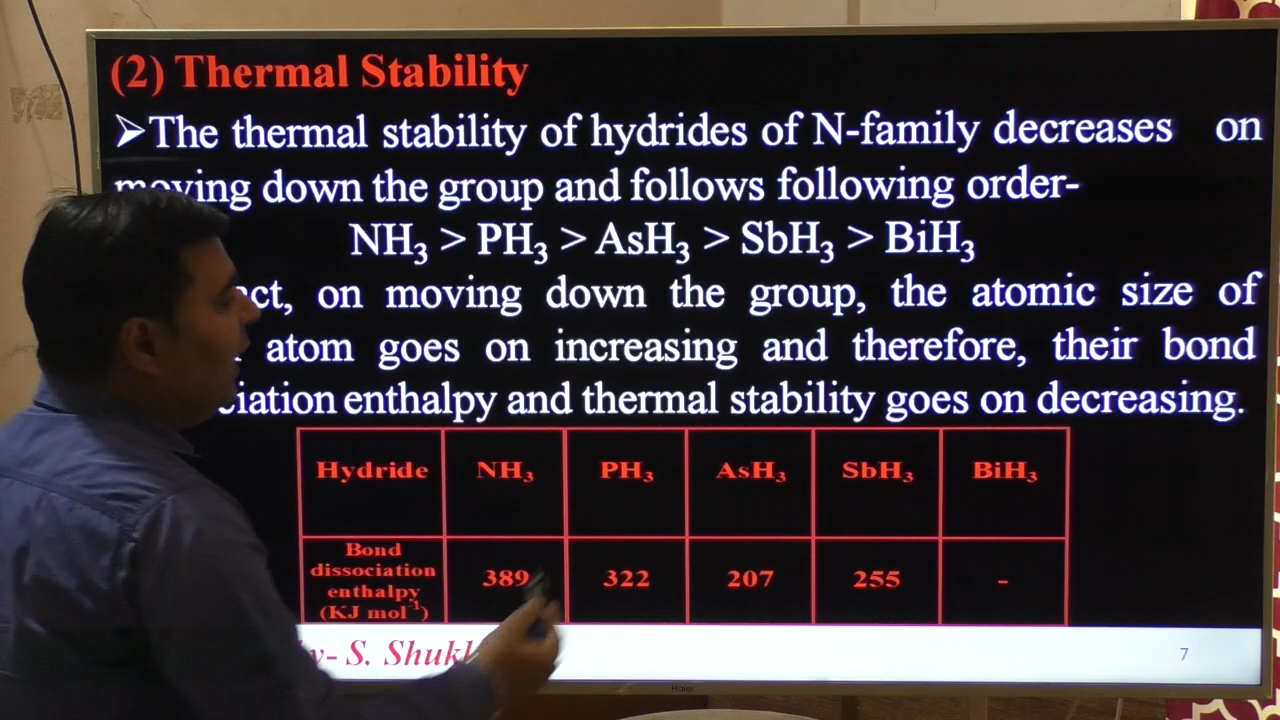 (2) Thermal Stability
➢The thermal stability of hydrides of N-family decreases on
moving down the group and follows following order-
NH₃ > PH₃ > AsH₃ > SbH₃ > BiH₃
act, on moving down the group, the atomic size of
atom goes on increasing and therefore, their bond
ciation enthalpy and thermal stability goes on decreasing.
Hydride NH₃ PH₃ AsH₃ SbH₃ BiH₃
Bond
dissociation
enthalpy
(KJ mol⁻¹) 389 322 207 255 -
y- S. Shukl
7
Haier